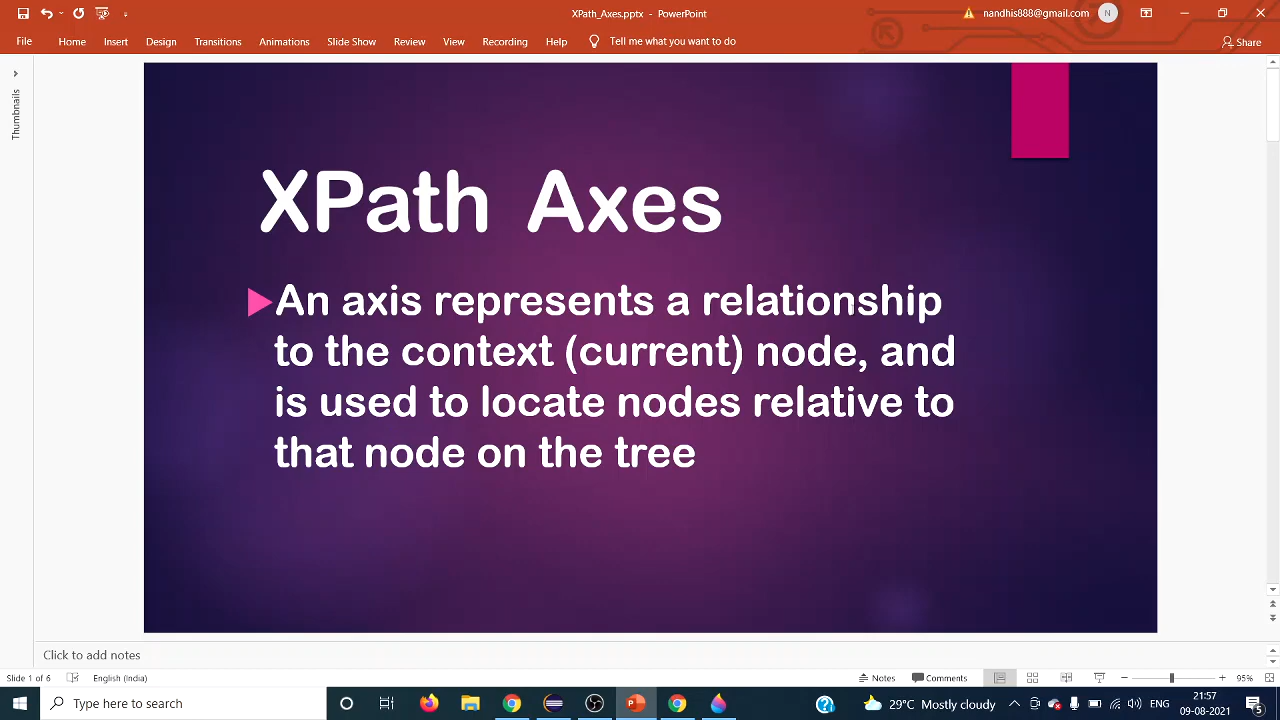 XPath_Axes.pptx - PowerPoint
nandhis888@gmail.com
N
File
Home
Insert
Design
Transitions
Animations
Slide Show
Review
View
Recording
Help
Tell me what you want to do
Share
Thumbnails
XPath Axes
An axis represents a relationship
to the context (current) node, and
is used to locate nodes relative to
that node on the tree
Click to add notes
Slide 1 of 6
English (India)
Notes
Comments
95%
Type here to search
29°C Mostly cloudy
ENG
21:57
09-08-2021
5